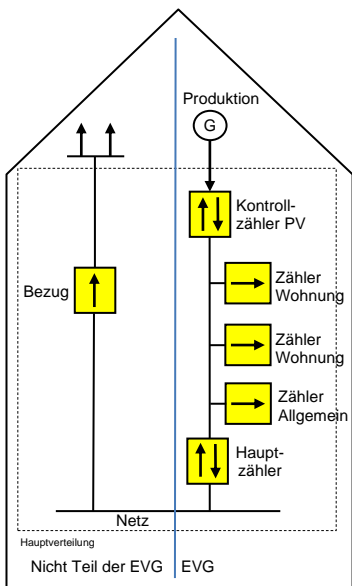 Produktion
G
Kontroll-
zähler PV
Bezug
Zähler
Wohnung
Zähler
Wohnung
Zähler
Allgemein
Haupt-
zähler
Netz
Hauptverteilung
Nicht Teil der EVG
EVG